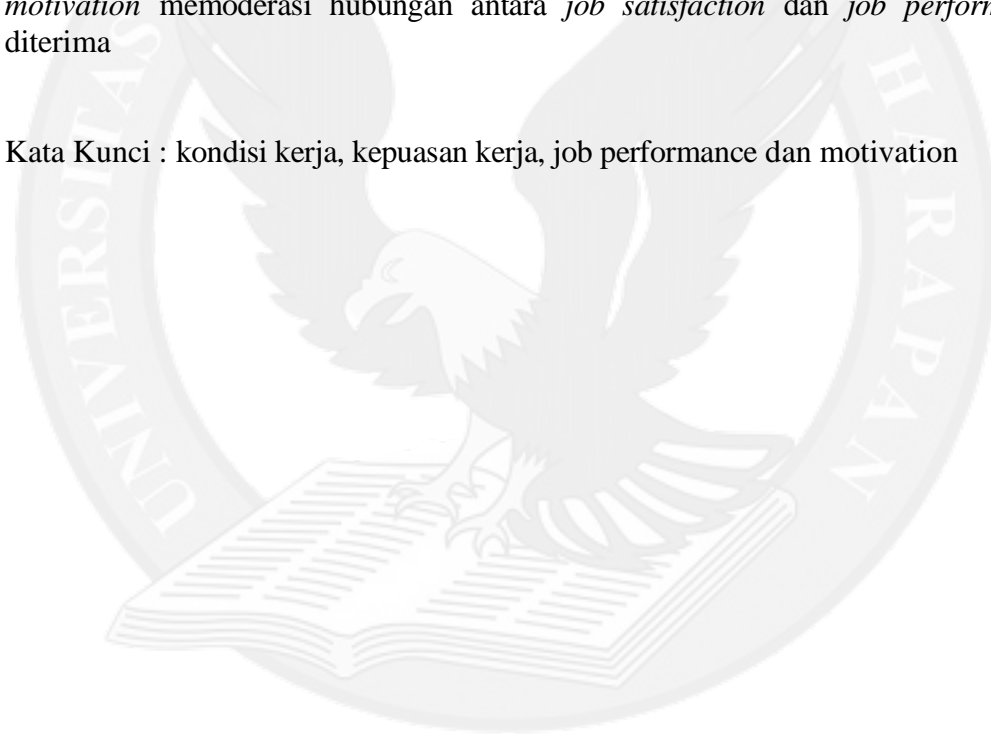 motivation memoderasi hubungan antara job satisfaction dan job
diterima
Kata Kunci : kondisi kerja, kepuasan kerja, job performance dan motivation
UNIVERSITAS
HARAPAN